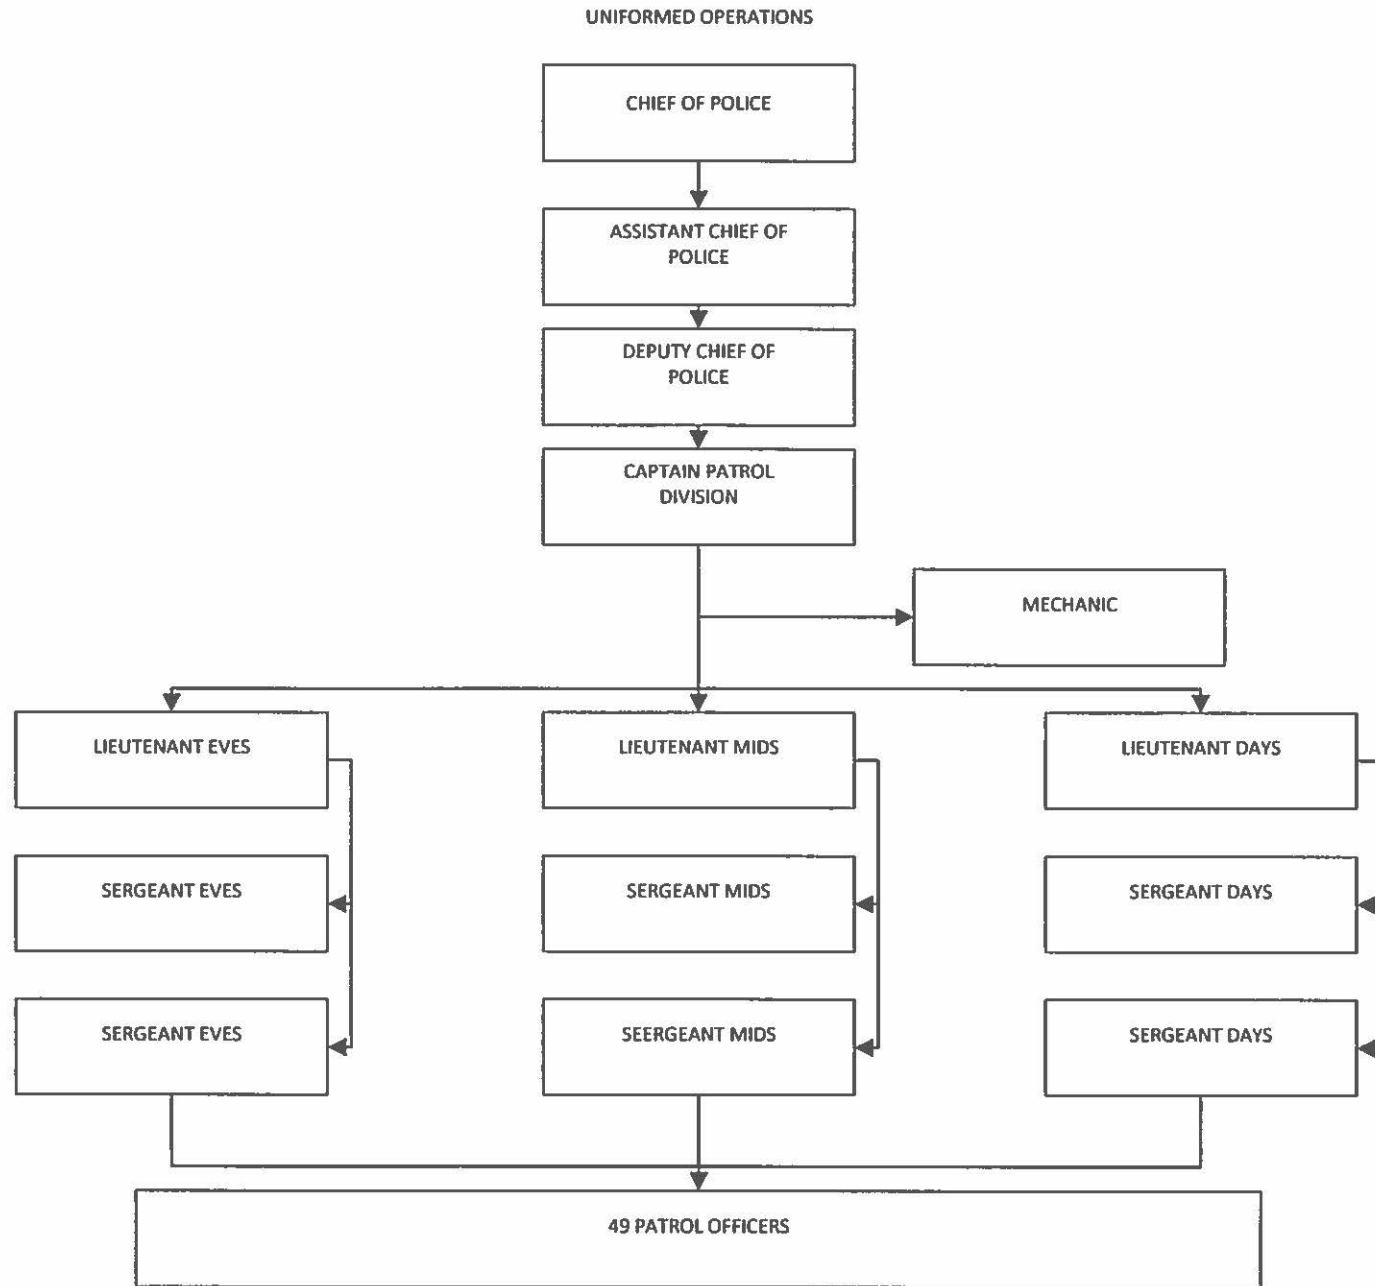 UNIFORMED OPERATIONS
CHIEF OF POLICE
ASSISTANT CHIEF OF
POLICE
DEPUTY CHIEF OF
POLICE
CAPTAIN PATROL
DIVISION
MECHANIC
LIEUTENANT EVES
LIEUTENANT MIDS
LIEUTENANT DAYS
SERGEANT EVES
SERGEANT MIDS
SERGEANT DAYS
SERGEANT EVES
SEERGEANT MIDS
SERGEANT DAYS
49 PATROL OFFICERS